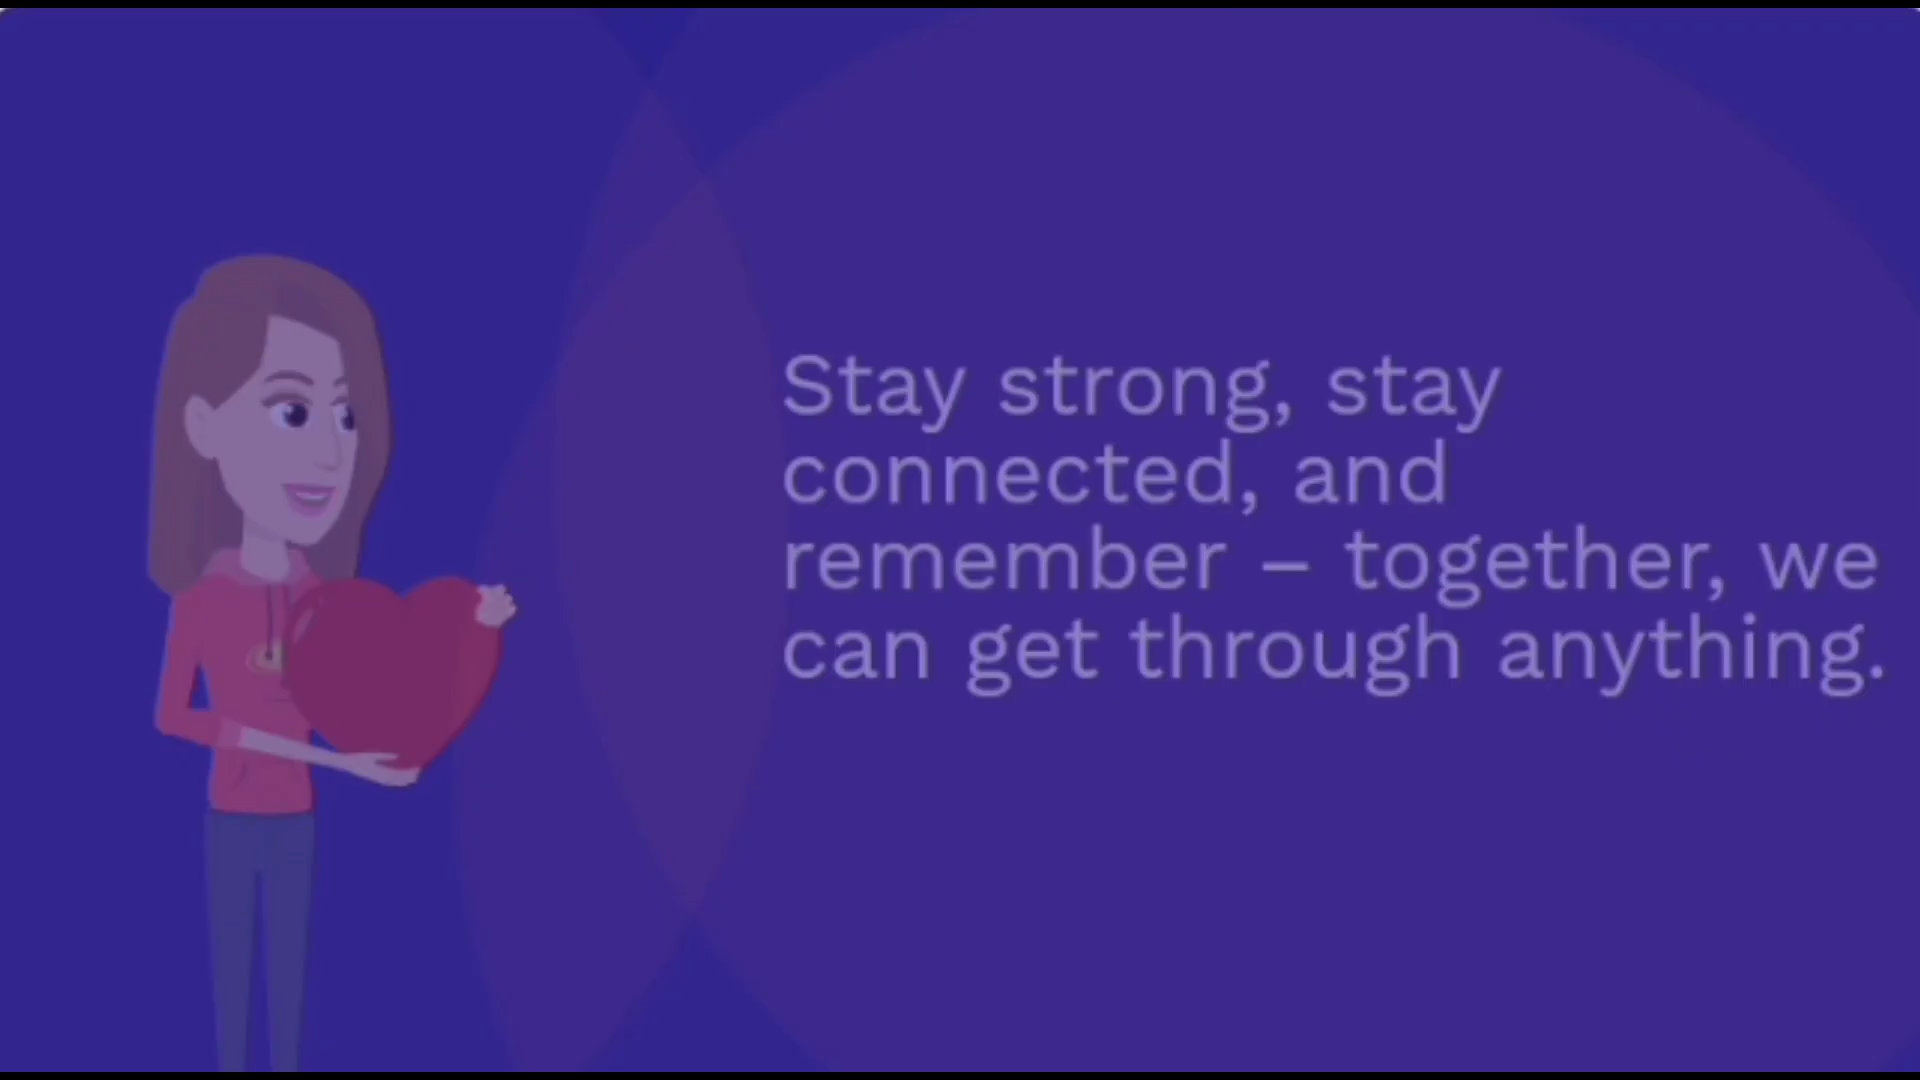 Stay strong, stay
connected, and
remember – together, we
can get through anything.